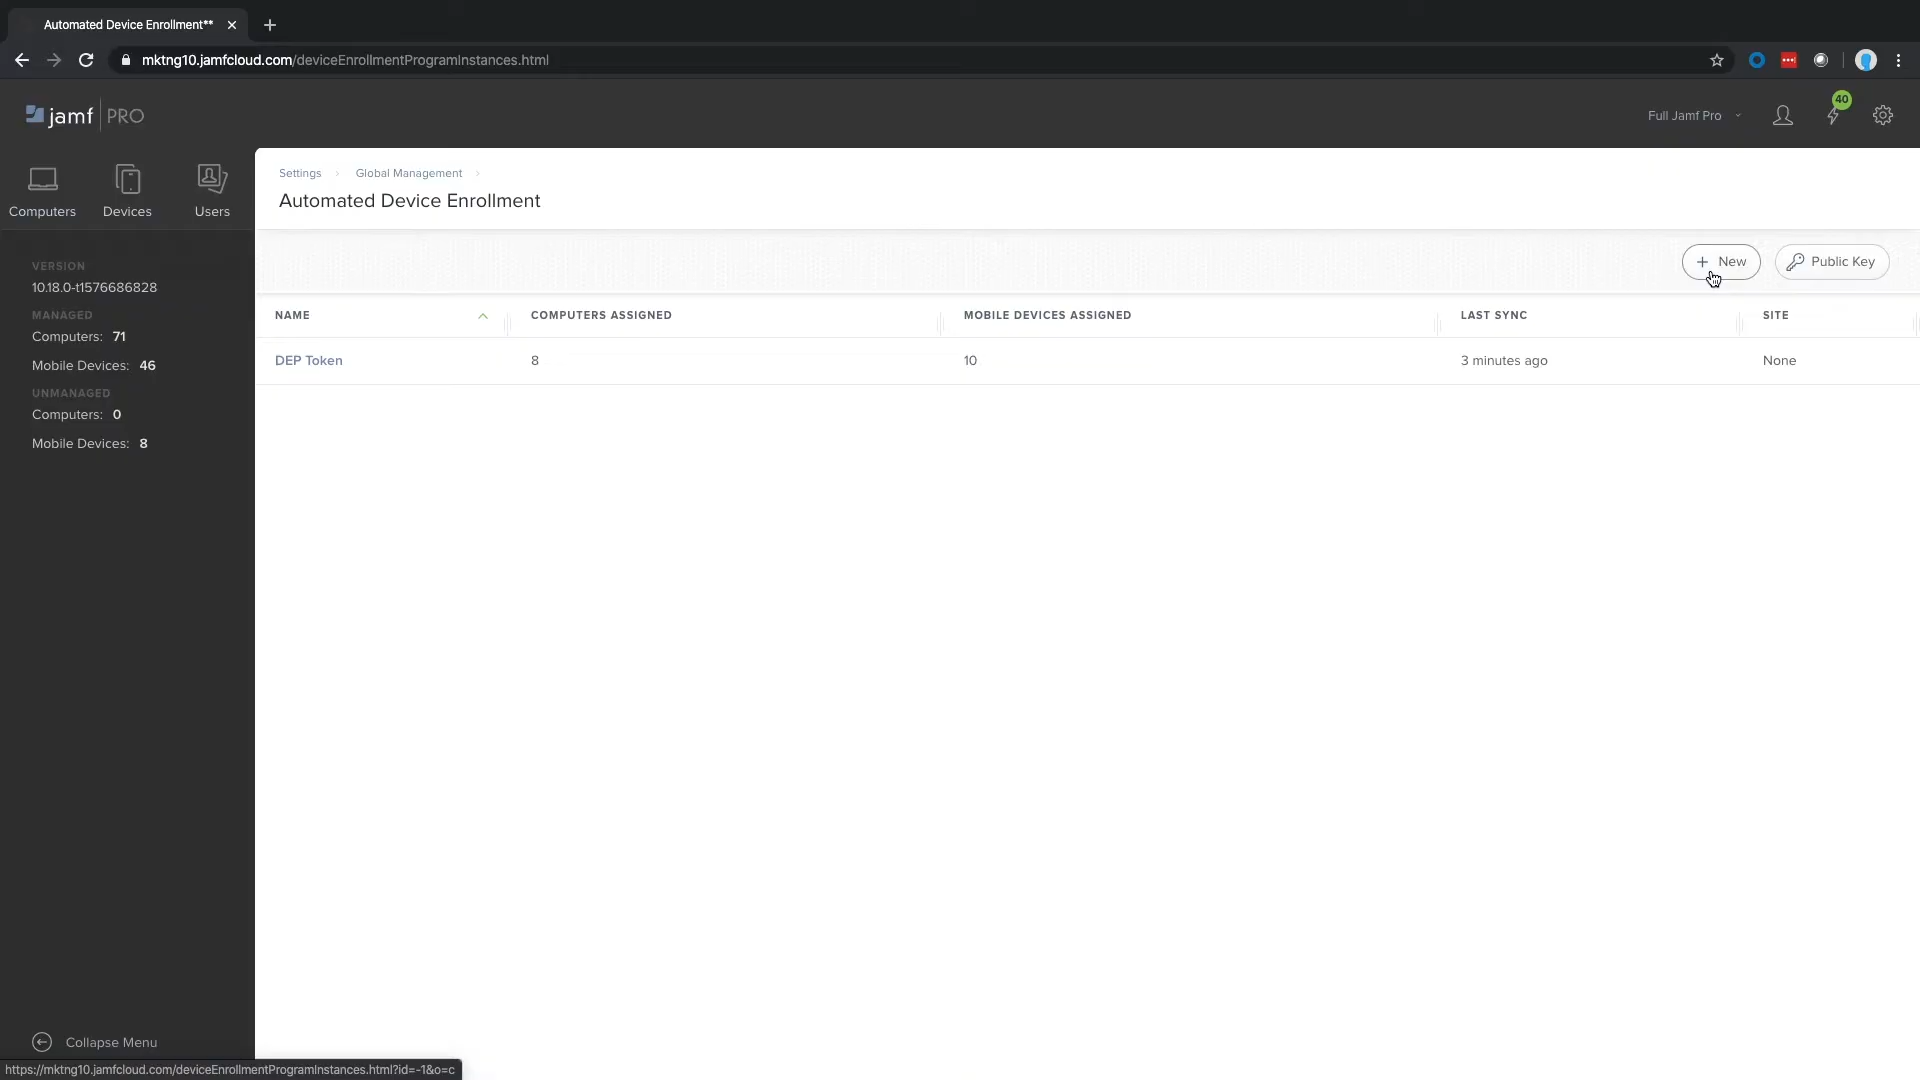 Automated Device Enrollment**
mktng10.jamfcloud.com/deviceEnrollmentProgramInstances.html
jamf PRO
Full Jamf Pro
40
Computers
Devices
Users
VERSION
10.18.0-t1576686828
MANAGED
Computers: 71
Mobile Devices: 46
UNMANAGED
Computers: 0
Mobile Devices: 8
Collapse Menu
Settings
Global Management
Automated Device Enrollment
New
Public Key
NAME COMPUTERS ASSIGNED MOBILE DEVICES ASSIGNED LAST SYNC SITE
DEP Token 8 10 3 minutes ago None
https://mktng10.jamfcloud.com/deviceEnrollmentProgramInstances.html?id=-1&o=c